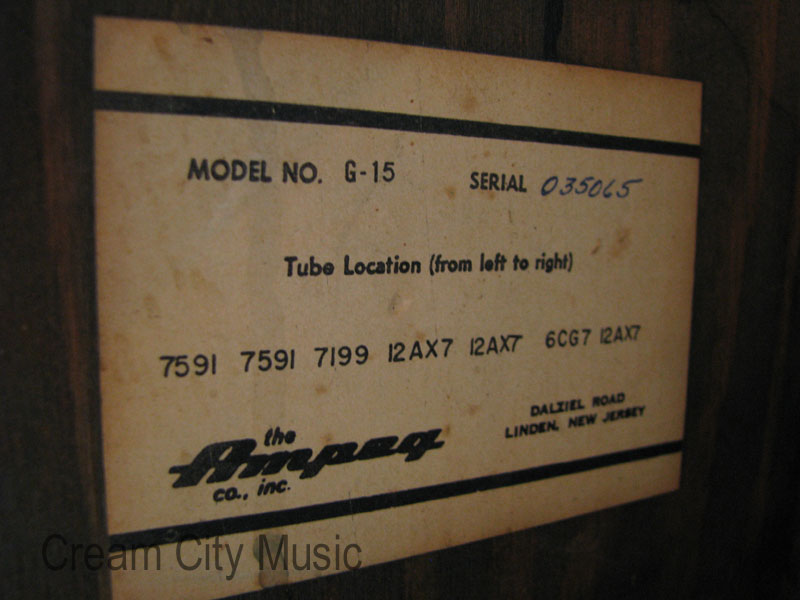 MODEL NO. G-15 SERIAL 035065
Tube Location (from left to right)
7591 7591 7199 12AX7 12AX7 6CG7 12AX7
the
Ampeg
co., inc.
DALZIEL ROAD
LINDEN, NEW JERSEY
Cream City Music